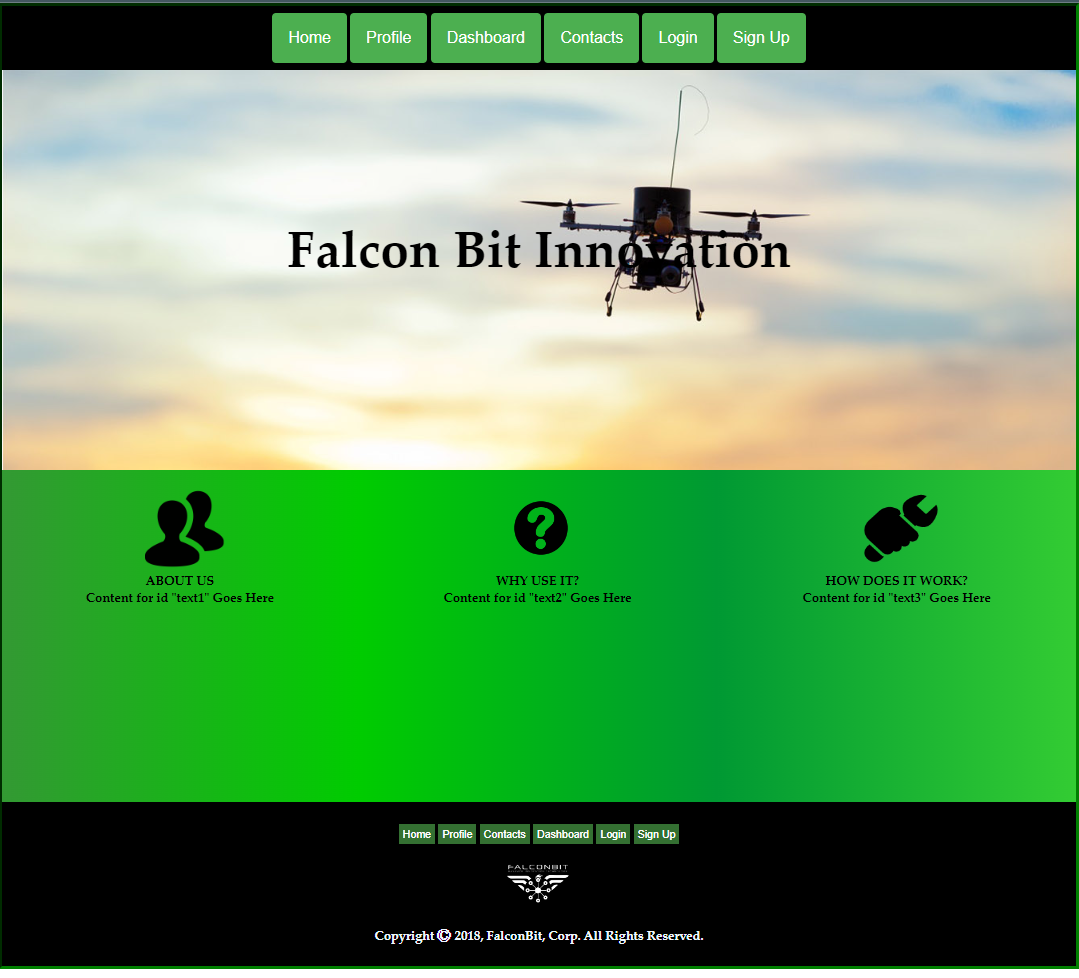 Home Profile Dashboard Contacts Login Sign Up
Falcon Bit Innovation
ABOUT US
Content for id "text1" Goes Here
WHY USE IT?
Content for id "text2" Goes Here
HOW DOES IT WORK?
Content for id "text3" Goes Here
Home Profile Contacts Dashboard Login Sign Up
FALCONBIT
Copyright © 2018, FalconBit, Corp. All Rights Reserved.